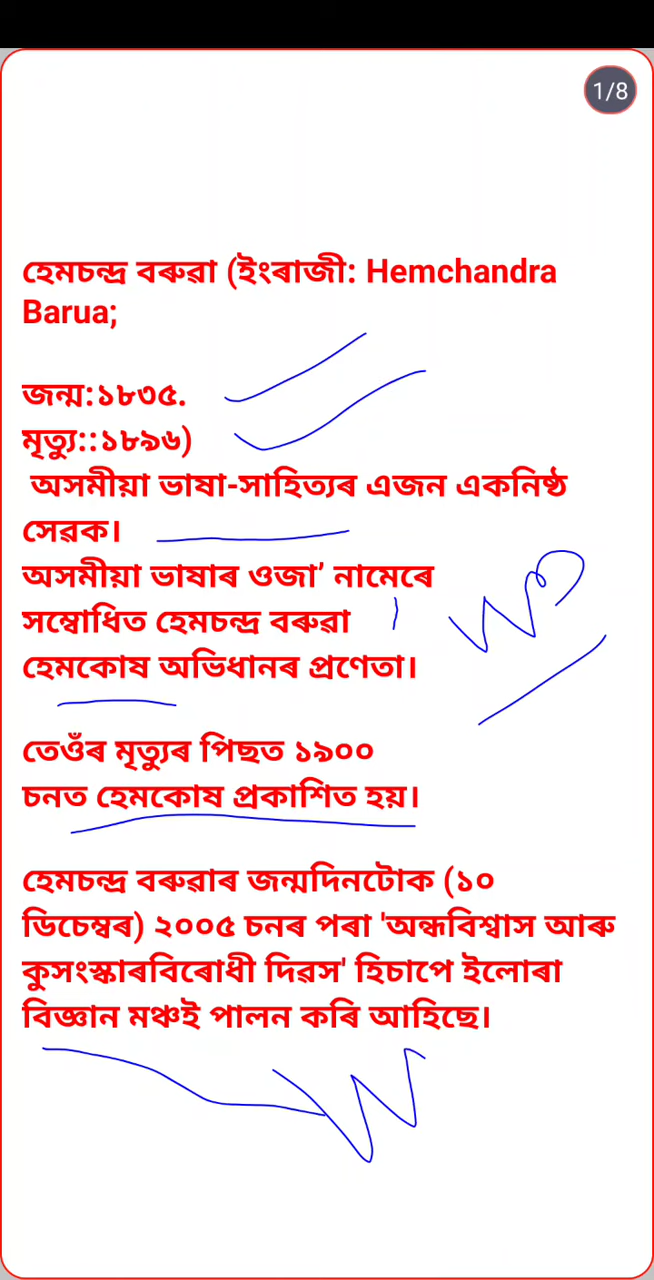 1/8
হেমচন্দ্ৰ বৰুৱা (ইংৰাজী: Hemchandra
Barua;
জন্ম:১৮৩৫.
মৃত্যু::১৮৯৬)
অসমীয়া ভাষা-সাহিত্যৰ এজন একনিষ্ঠ
সেৱক।
অসমীয়া ভাষাৰ ওজা’ নামেৰে
সম্বোধিত হেমচন্দ্ৰ বৰুৱা
হেমকোষ অভিধানৰ প্ৰণেতা।
তেওঁৰ মৃত্যুৰ পিছত ১৯০০
চনত হেমকোষ প্ৰকাশিত হয়।
হেমচন্দ্ৰ বৰুৱাৰ জন্মদিনটোক (১০
ডিচেম্বৰ) ২০০৫ চনৰ পৰা 'অন্ধবিশ্বাস আৰু
কুসংস্কাৰবিৰোধী দিৱস' হিচাপে ইলোৰা
বিজ্ঞান মঞ্চই পালন কৰি আহিছে।